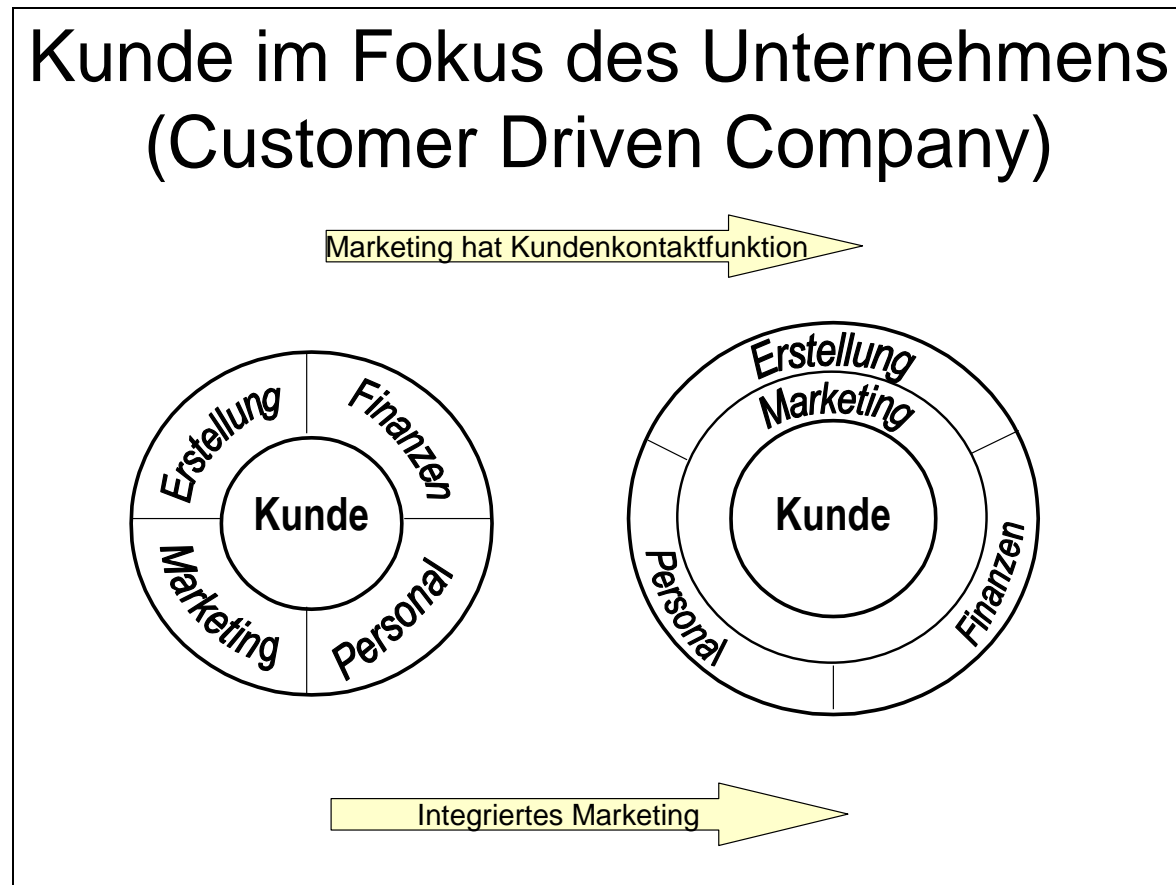 Kunde im Fokus des Unternehmens
(Customer Driven Company)
Marketing hat Kundenkontaktfunktion
Erstellung
Finanzen
Kunde
Marketing
Personal
Erstellung
Marketing
Kunde
Personal
Finanzen
Integriertes Marketing